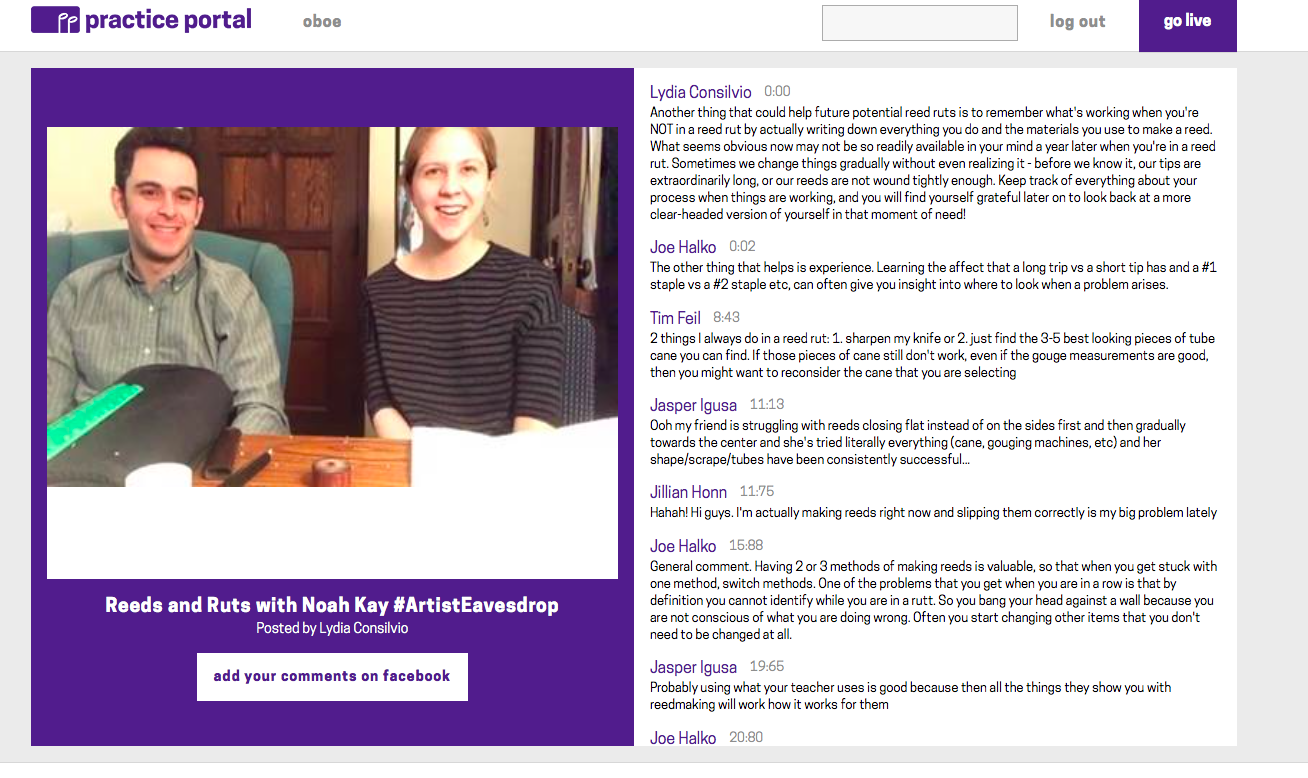 practice portal
oboe
log out
go live
Reeds and Ruts with Noah Kay #ArtistEavesdrop
Posted by Lydia Consilvio
add your comments on facebook
Lydia Consilvio 0:00
Another thing that could help future potential reed ruts is to remember what's working when you're
NOT in a reed rut by actually writing down everything you do and the materials you use to make a reed.
What seems obvious now may not be so readily available in your mind a year later when you're in a reed
rut. Sometimes we change things gradually without even realizing it - before we know it, our tips are
extraordinarily long, or our reeds are not wound tightly enough. Keep track of everything about your
process when things are working, and you will find yourself grateful later on to look back at a more
clear-headed version of yourself in that moment of need!
Joe Halko 0:02
The other thing that helps is experience. Learning the affect that a long trip vs a short tip has and a #1
staple vs a #2 staple etc, can often give you insight into where to look when a problem arises.
Tim Feil 8:43
2 things I always do in a reed rut: 1. sharpen my knife or 2. just find the 3-5 best looking pieces of tube
cane you can find. If those pieces of cane still don't work, even if the gouge measurements are good,
then you might want to reconsider the cane that you are selecting
Jasper Igusa 11:13
Ooh my friend is struggling with reeds closing flat instead of on the sides first and then gradually
towards the center and she's tried literally everything (cane, gouging machines, etc) and her
shape/scrape/tubes have been consistently successful...
Jillian Honn 11:75
Hahah! Hi guys. I'm actually making reeds right now and slipping them correctly is my big problem lately
Joe Halko 15:88
General comment. Having 2 or 3 methods of making reeds is valuable, so that when you get stuck with
one method, switch methods. One of the problems that you get when you are in a row is that by
definition you cannot identify while you are in a rutt. So you bang your head against a wall because you
are not conscious of what you are doing wrong. Often you start changing other items that you don't
need to be changed at all.
Jasper Igusa 19:65
Probably using what your teacher uses is good because then all the things they show you with
reedmaking will work how it works for them
Joe Halko 20:80